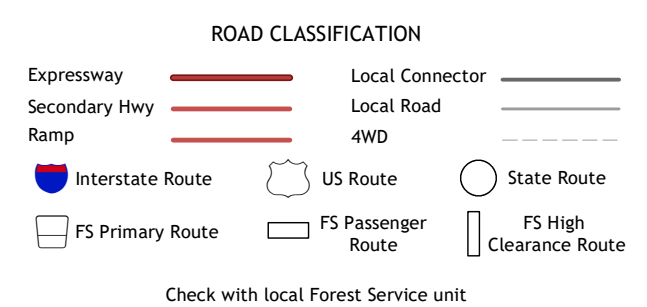 ROAD CLASSIFICATION
Expressway
Local Connector
Secondary Hwy
Local Road
Ramp
4WD
Interstate Route
US Route
State Route
FS Primary Route
FS Passenger
Route
FS High
Clearance Route
Check with local Forest Service unit